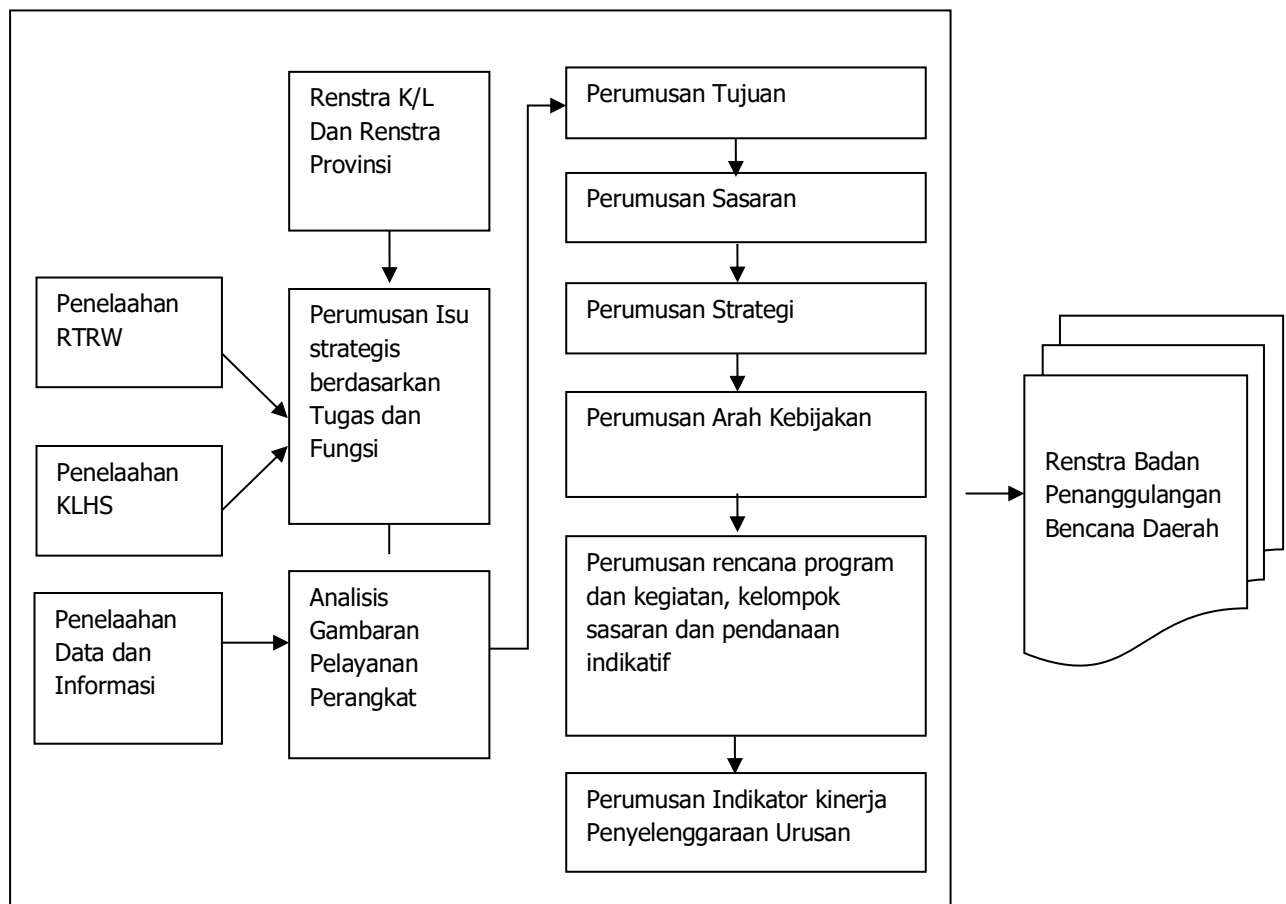 Renstra K/L
Dan Renstra
Provinsi
Penelaahan
RTRW
Perumusan Isu
strategis
berdasarkan
Tugas dan
Fungsi
Penelaahan
KLHS
Penelaahan
Data dan
Informasi
Analisis
Gambaran
Pelayanan
Perangkat
Perumusan Tujuan
Perumusan Sasaran
Perumusan Strategi
Perumusan Arah Kebijakan
Perumusan rencana program
dan kegiatan, kelompok
sasaran dan pendanaan
indikatif
Perumusan Indikator kinerja
Penyelenggaraan Urusan
Renstra Badan
Penanggulangan
Bencana Daerah